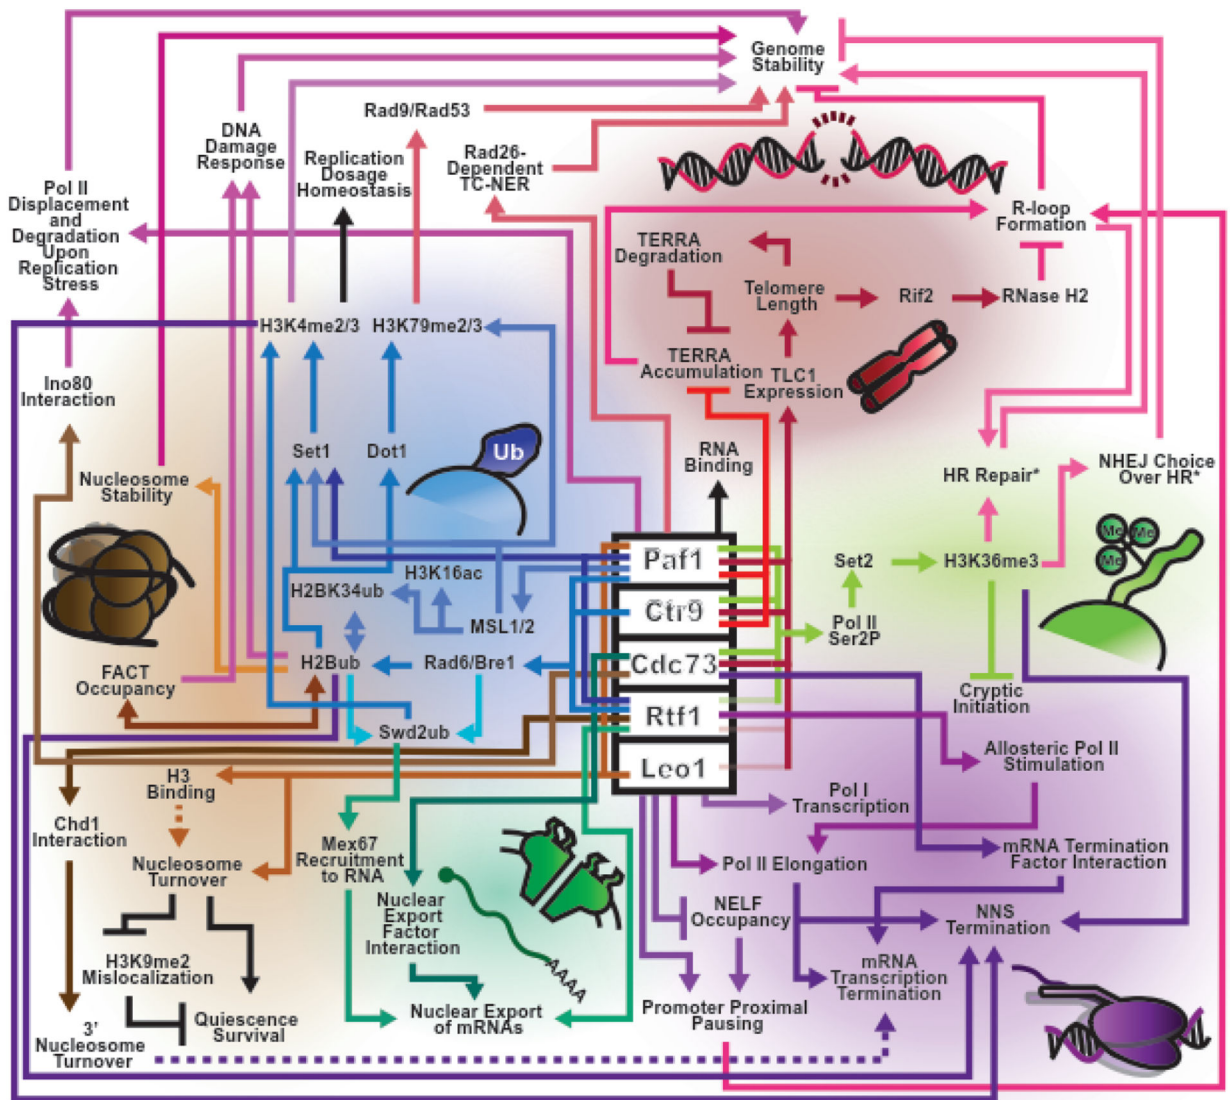 Genome
Stability
Rad9/Rad53
DNA
Damage
Response
Replication
Dosage
Homeostasis
Rad26-
Dependent
TC-NER
Pol II
Displacement
and
Degradation
Upon
Replication
Stress
R-loop
Formation
TERRA
Degradation
Telomere
Length
Rif2
RNase H2
H3K4me2/3
H3K79me2/3
TERRA
Accumulation
TLC1
Expression
Ino80
Interaction
Set1
Dot1
Ub
RNA
Binding
Nucleosome
Stability
HR Repair*
NHEJ Choice
Over HR*
Me
Me
Me
Paf1
Set2
H3K36me3
H3K16ac
H2BK34ub
MSL1/2
Ctr9
Pol II
Ser2P
H2Bub
Rad6/Bre1
Cdc73
FACT
Occupancy
Cryptic
Initiation
Swd2ub
Rtf1
Allosteric Pol II
Stimulation
Leo1
H3
Binding
Pol I
Transcription
Chd1
Interaction
Mex67
Recruitment
to RNA
mRNA Termination
Factor Interaction
Nucleosome
Turnover
Pol II Elongation
Nuclear
Export
Factor
Interaction
NELF
Occupancy
NNS
Termination
H3K9me2
Mislocalization
AAAA
mRNA
Transcription
Termination
Nuclear Export
of mRNAs
Promoter Proximal
Pausing
Quiescence
Survival
3'
Nucleosome
Turnover